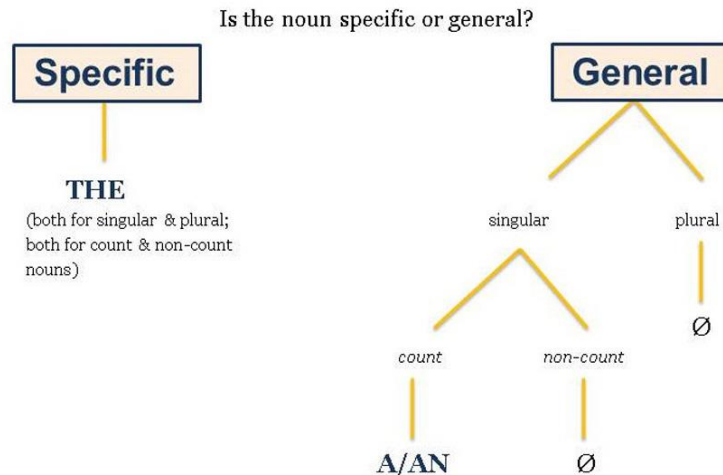 Is the noun specific or general?
Specific
General
THE
(both for singular & plural;
both for count & non-count
nouns)
singular
plural
Ø
count
non-count
A/AN
Ø